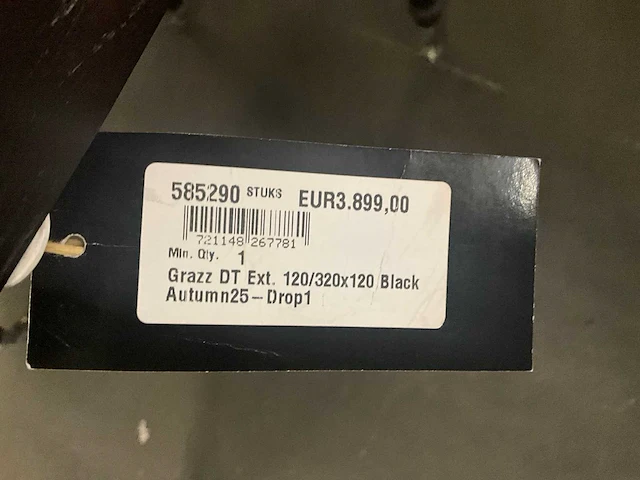 585290 STUKS EUR3.899,00
721148 267781
Min. Qty. 1
Grazz DT Ext. 120/320x120 Black
Autumn25-Drop1